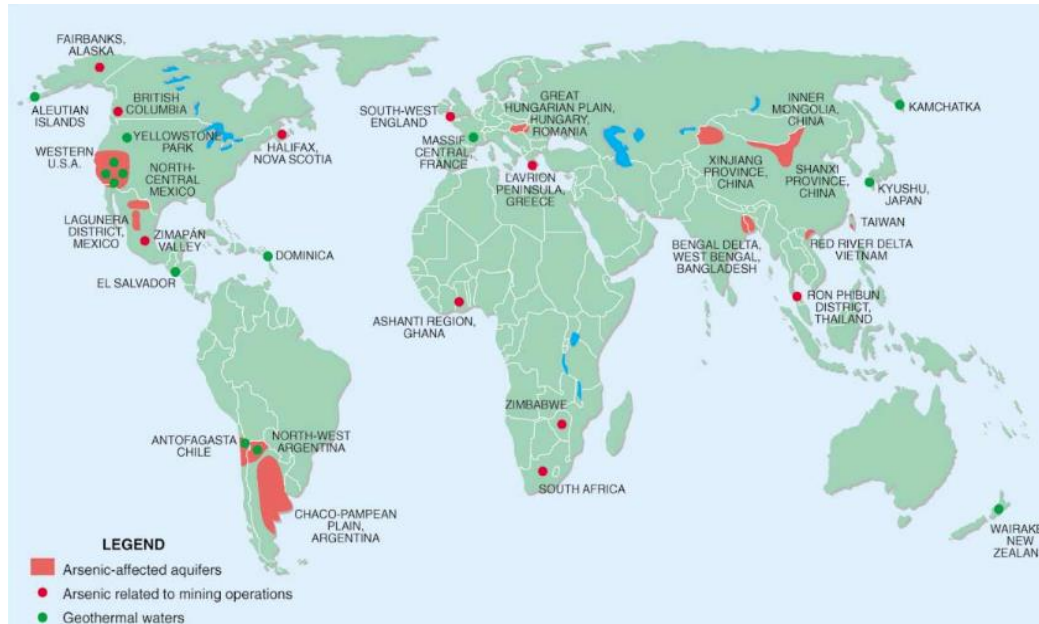 FAIRBANKS,
ALASKA
ALEUTIAN
ISLANDS
BRITISH
COLUMBIA
YELLOWSTONE
PARK
WESTERN
U.S.A.
NORTH-
CENTRAL
MEXICO
HALIFAX,
NOVA SCOTIA
LAGUNERA
DISTRICT,
MEXICO
ZIMAPÁN
VALLEY
EL SALVADOR
DOMINICA
SOUTH-WEST
ENGLAND
GREAT
HUNGARIAN PLAIN,
HUNGARY,
ROMANIA
MASSIF
CENTRAL,
FRANCE
LAVRION
PENINSULA,
GREECE
INNER
MONGOLIA,
CHINA
KAMCHATKA
XINJIANG
PROVINCE,
CHINA
SHANXI
PROVINCE,
CHINA
KYUSHU,
JAPAN
TAIWAN
BENGAL DELTA,
WEST BENGAL,
BANGLADESH
RED RIVER DELTA
VIETNAM
RON PHIBUN
DISTRICT,
THAILAND
ASHANTI REGION,
GHANA
ZIMBABWE
SOUTH AFRICA
ANTOFAGASTA
CHILE
NORTH-WEST
ARGENTINA
CHACO-PAMPEAN
PLAIN,
ARGENTINA
WAIRAKE
NEW
ZEALAN
LEGEND
Arsenic-affected aquifers
Arsenic related to mining operations
Geothermal waters